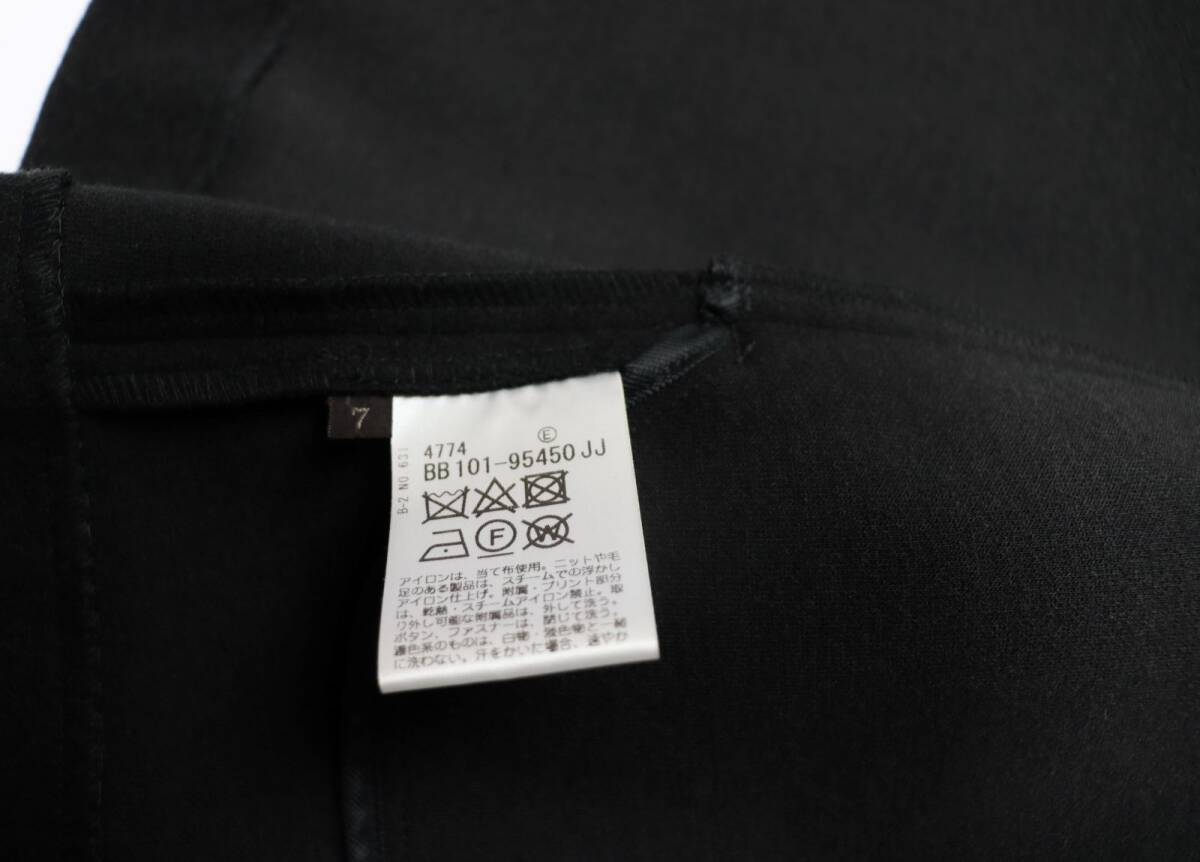 7
B-2 NO.631
E
4774
BB101-95450JJ
F
W
アイロンは、当て布使用。ニットや毛
足のある製品は、スチームでの浮かし
アイロン仕上げ。附属・プリント部分
は、乾熱・スチームアイロン禁止。取
り外し可能な附属品は、外して洗う。
ボタン、ファスナーは、閉じて洗う。
濃色系のものは、白物・淡色物と一緒
に洗わない。汗をかいた場合、速やか